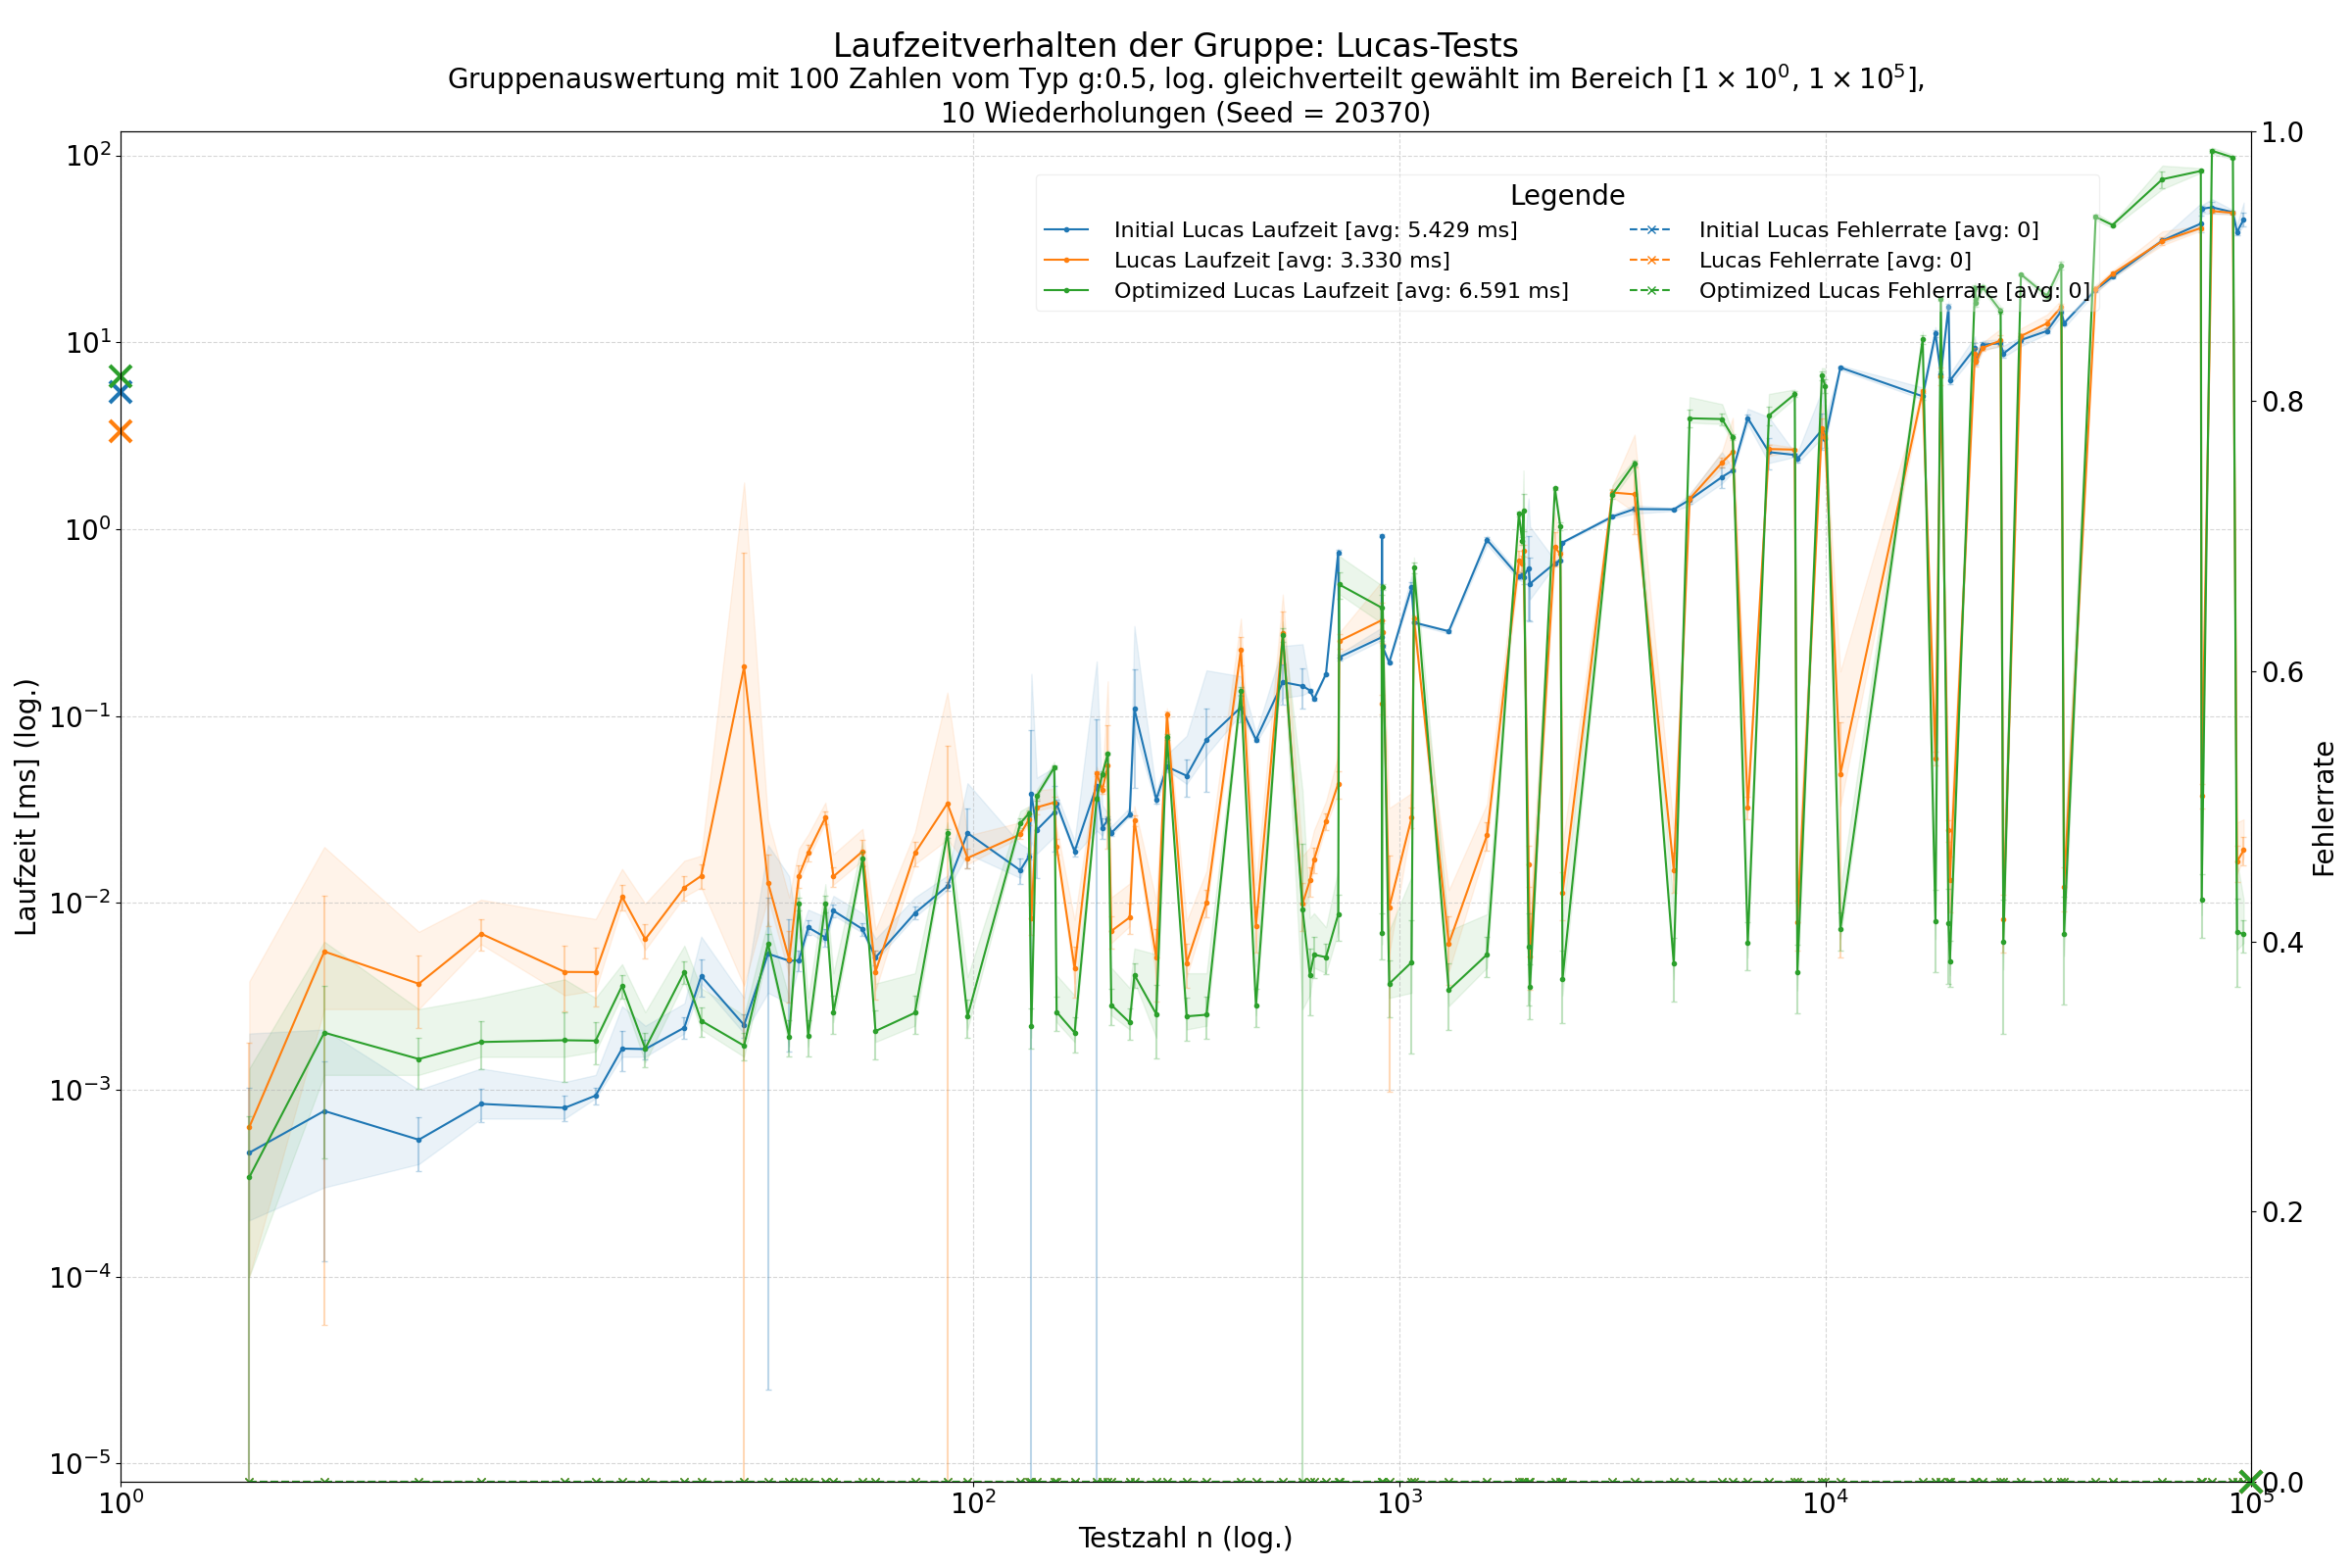 Laufzeitverhalten der Gruppe: Lucas-Tests
Gruppenauswertung mit 100 Zahlen vom Typ g:0.5, log. gleichverteilt gewählt im Bereich [1 × 10⁰, 1 × 10⁵],
10 Wiederholungen (Seed = 20370)
Legende
Initial Lucas Laufzeit [avg: 5.429 ms]
Lucas Laufzeit [avg: 3.330 ms]
Optimized Lucas Laufzeit [avg: 6.591 ms]
Initial Lucas Fehlerrate [avg: 0]
Lucas Fehlerrate [avg: 0]
Optimized Lucas Fehlerrate [avg: 0]
Laufzeit [ms] (log.)
10²
10¹
10⁰
10⁻¹
10⁻²
10⁻³
10⁻⁴
10⁻⁵
Fehlerrate
1.0
0.8
0.6
0.4
0.2
0.0
10⁰
10²
10³
10⁴
10⁵
Testzahl n (log.)